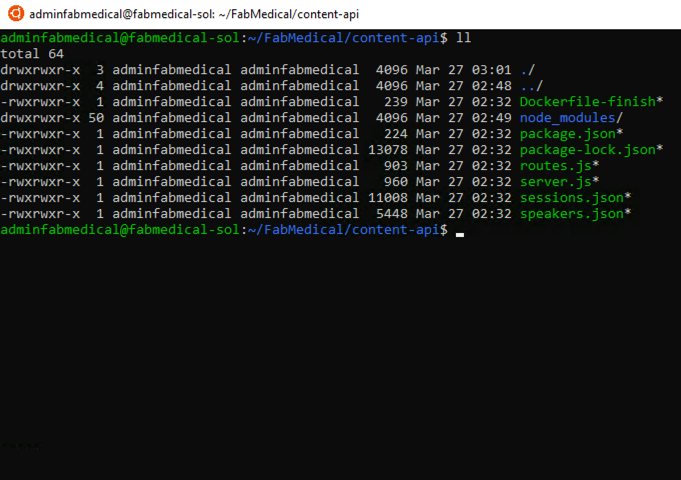 adminfabmedical@fabmedical-sol: ~/FabMedical/content-api
adminfabmedical@fabmedical-sol:~/FabMedical/content-api$ ll
total 64
drwxrwxr-x  3 adminfabmedical adminfabmedical  4096 Mar 27 03:01 ./
drwxrwxr-x  4 adminfabmedical adminfabmedical  4096 Mar 27 02:48 ../
-rwxrwxr-x  1 adminfabmedical adminfabmedical   239 Mar 27 02:32 Dockerfile-finish*
drwxrwxr-x 50 adminfabmedical adminfabmedical  4096 Mar 27 02:49 node_modules/
-rwxrwxr-x  1 adminfabmedical adminfabmedical   224 Mar 27 02:32 package.json*
-rwxrwxr-x  1 adminfabmedical adminfabmedical 13078 Mar 27 02:32 package-lock.json*
-rwxrwxr-x  1 adminfabmedical adminfabmedical   903 Mar 27 02:32 routes.js*
-rwxrwxr-x  1 adminfabmedical adminfabmedical   960 Mar 27 02:32 server.js*
-rwxrwxr-x  1 adminfabmedical adminfabmedical 11008 Mar 27 02:32 sessions.json*
-rwxrwxr-x  1 adminfabmedical adminfabmedical  5448 Mar 27 02:32 speakers.json*
adminfabmedical@fabmedical-sol:~/FabMedical/content-api$